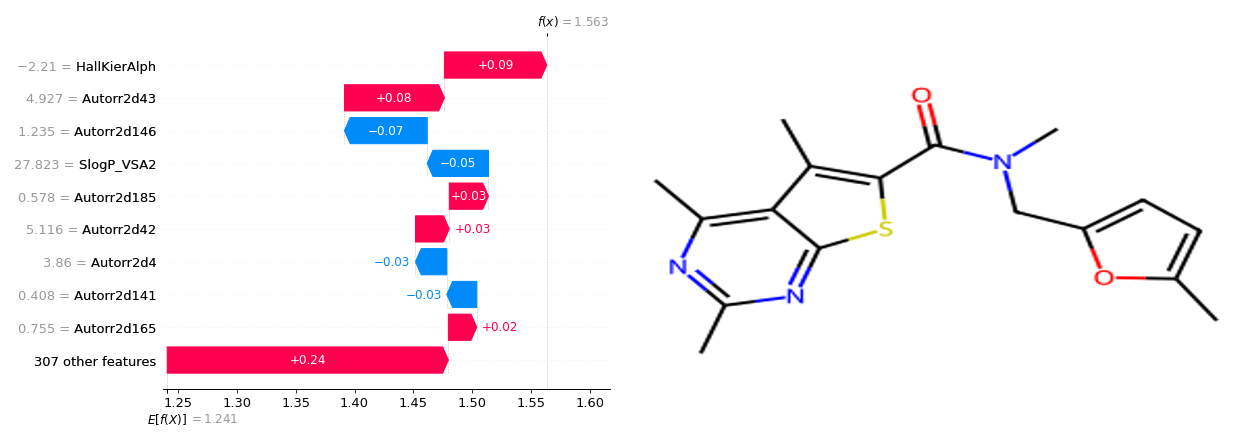 f(x) = 1.563
−2.21 = HallKierAlph +0.09
4.927 = Autorr2d43 +0.08
1.235 = Autorr2d146 −0.07
27.823 = SlogP_VSA2 −0.05
0.578 = Autorr2d185 +0.03
5.116 = Autorr2d42 +0.03
3.86 = Autorr2d4 −0.03
0.408 = Autorr2d141 −0.03
0.755 = Autorr2d165 +0.02
307 other features +0.24
1.25 1.30 1.35 1.40 1.45 1.50 1.55 1.60
E[f(X)] = 1.241
O
N
S
N
O
N